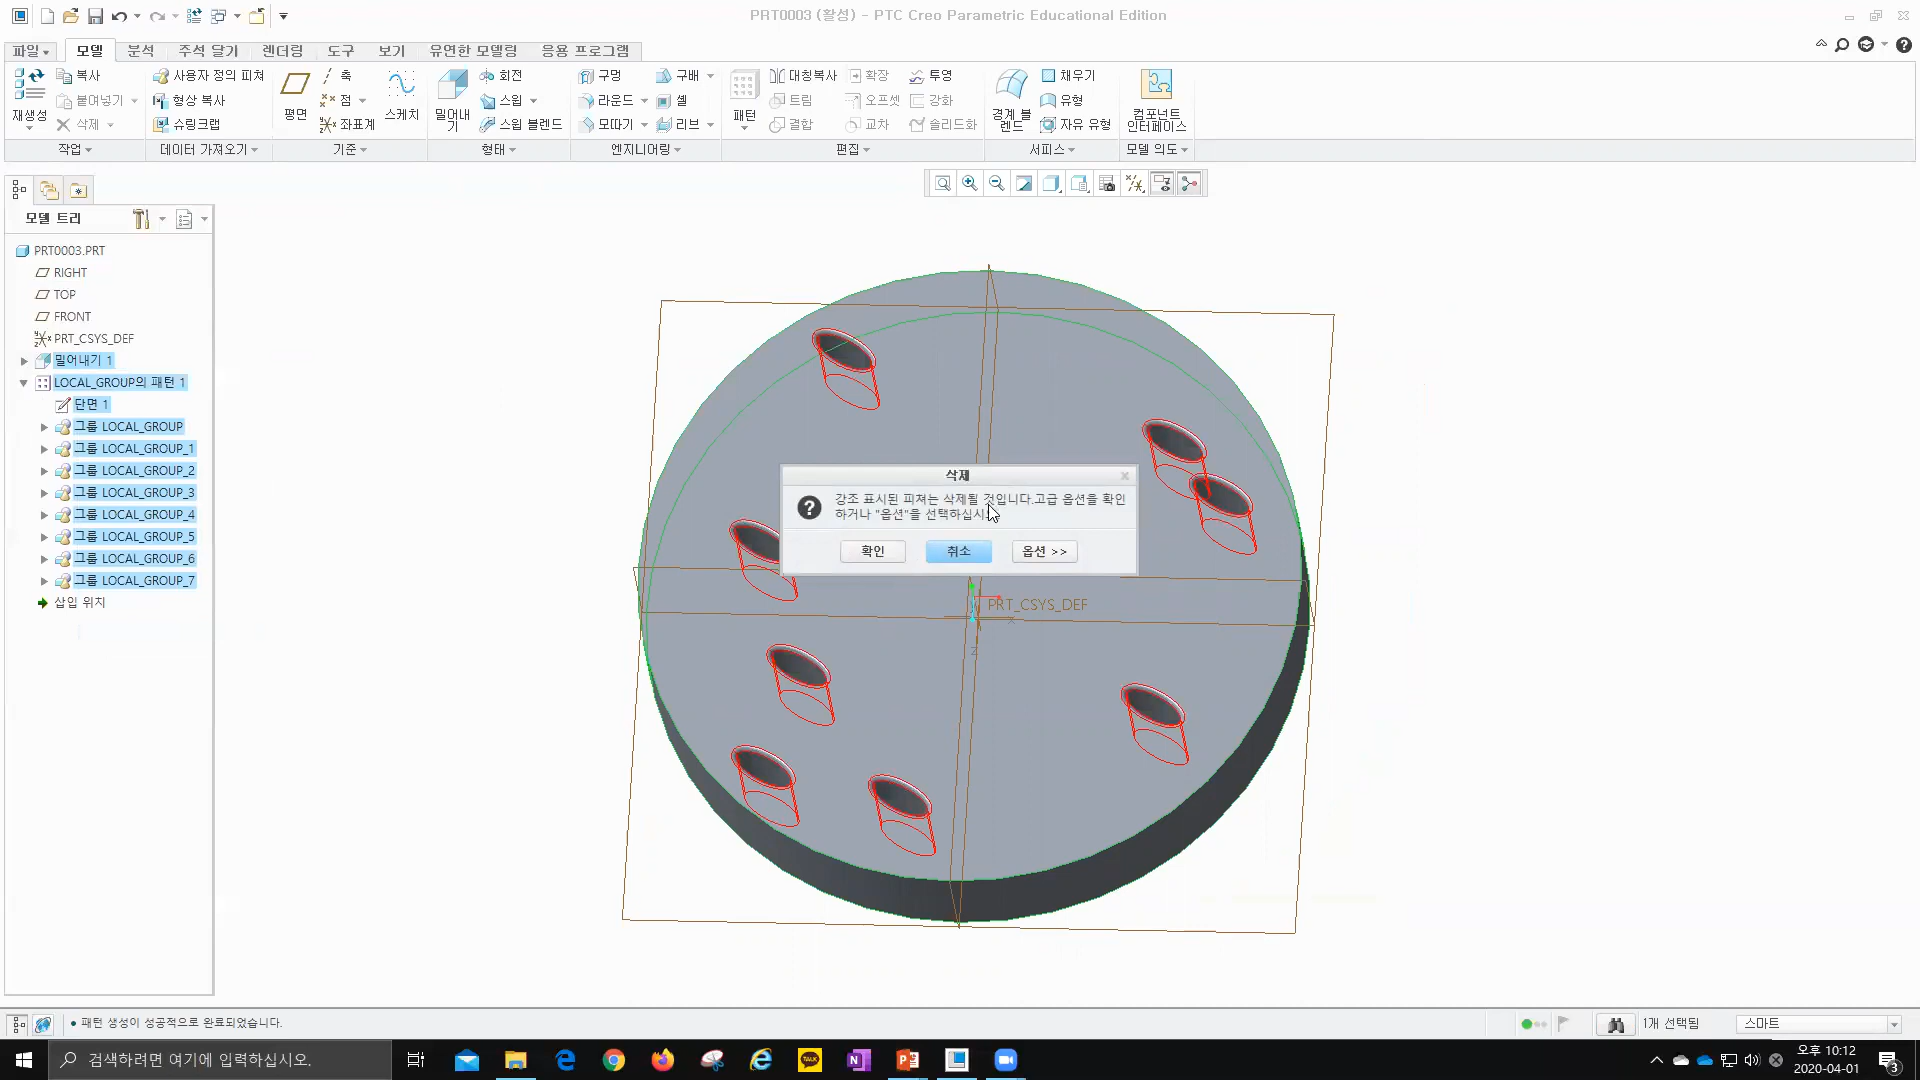 PRT0003 (활성) - PTC Creo Parametric Educational Edition
파일
모델
분석
주석 달기
렌더링
도구
보기
유연한 모델링
응용 프로그램
재생성
복사
붙여넣기
삭제
작업
사용자 정의 피쳐
형상 복사
슈링크랩
데이터 가져오기
평면
축
점
좌표계
스케치
기준
밀어내
기
회전
스윕
스윕 블렌드
형태
구멍
라운드
모따기
구배
셸
리브
엔지니어링
패턴
대칭복사
트림
결합
확장
오프셋
교차
투영
강화
솔리드화
편집
경계 블
렌드
채우기
유형
자유 유형
서피스
컴포넌트
인터페이스
모델 의도
모델 트리
PRT0003.PRT
RIGHT
TOP
FRONT
PRT_CSYS_DEF
밀어내기 1
LOCAL_GROUP의 패턴 1
단면 1
그룹 LOCAL_GROUP
그룹 LOCAL_GROUP_1
그룹 LOCAL_GROUP_2
그룹 LOCAL_GROUP_3
그룹 LOCAL_GROUP_4
그룹 LOCAL_GROUP_5
그룹 LOCAL_GROUP_6
그룹 LOCAL_GROUP_7
삽입 위치
삭제
강조 표시된 피쳐는 삭제될 것입니다.고급 옵션을 확인
하거나 "옵션"을 선택하십시
확인
취소
옵션 >>
PRT_CSYS_DEF
X
Z
패턴 생성이 성공적으로 완료되었습니다.
1개 선택됨
스마트
검색하려면 여기에 입력하십시오.
TALK
N
오후 10:12
2020-04-01
3